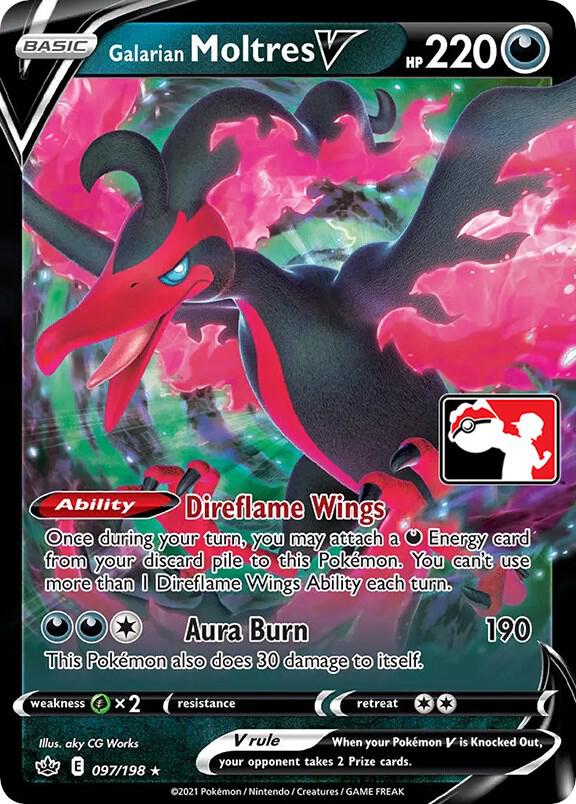 BASIC Galarian Moltres V HP 220
Ability Direflame Wings
Once during your turn, you may attach a Energy card
from your discard pile to this Pokémon. You can't use
more than 1 Direflame Wings Ability each turn.
Aura Burn 190
This Pokémon also does 30 damage to itself.
weakness ×2 resistance retreat
Illus. aky CG Works
V rule When your Pokémon V is Knocked Out,
your opponent takes 2 Prize cards.
E 097/198 ★
©2021 Pokémon / Nintendo / Creatures / GAME FREAK